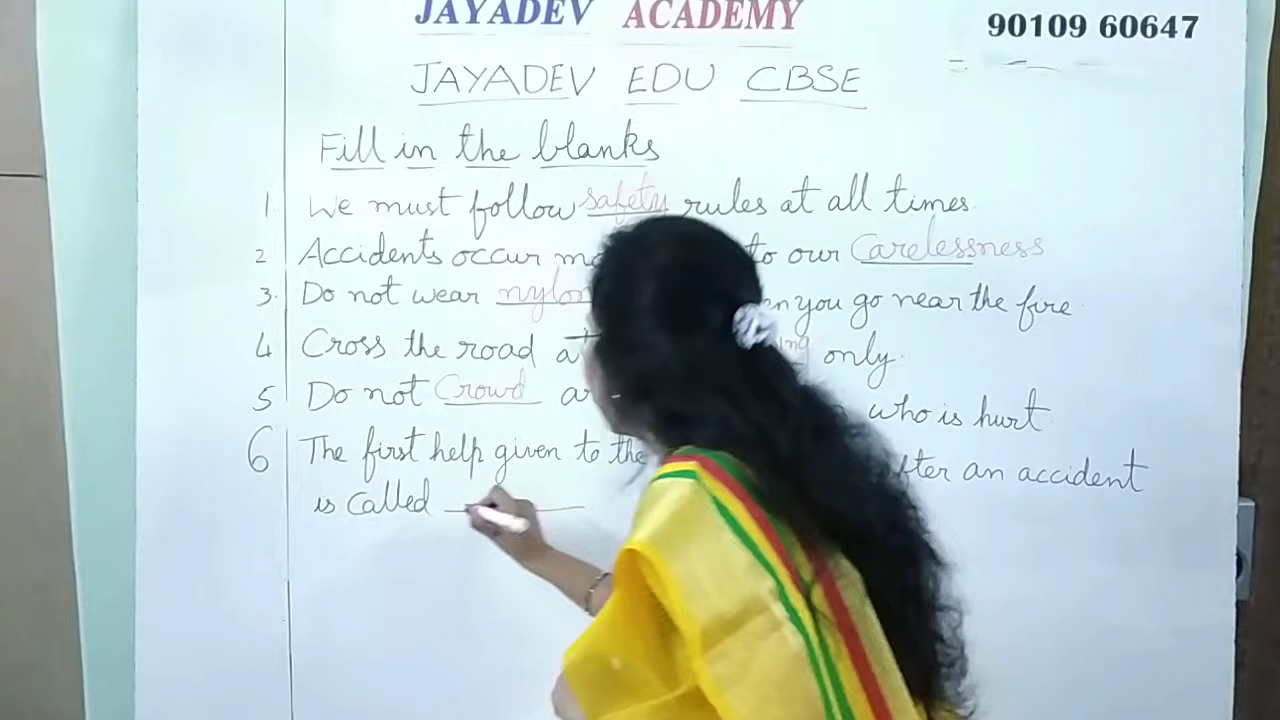 JAYADEV ACADEMY
90109 60647
JAYADEV EDU CBSE
Fill in the blanks
1. We must follow safety rules at all times.
2 Accidents occur to our Carelessness
3. Do not wear nylon you go near the fire.
4 Cross the road only.
5 Do not Crowd who is hurt
6 The first help given to the after an accident
is called